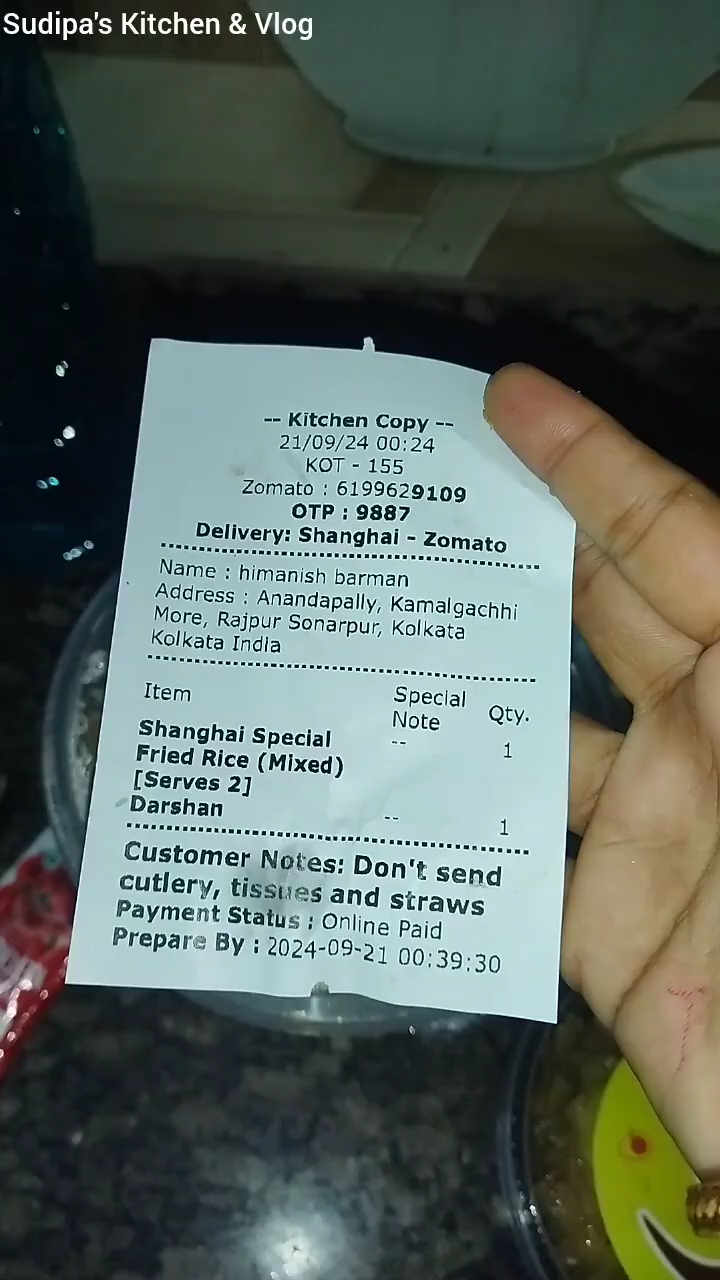 Sudipa's Kitchen & Vlog
-- Kitchen Copy --
21/09/24 00:24
KOT - 155
Zomato : 6199629109
OTP : 9887
Delivery: Shanghai - Zomato
Name : himanish barman
Address : Anandapally, Kamalgachhi
More, Rajpur Sonarpur, Kolkata
Kolkata India
Item Special Note Qty.
Shanghai Special -- 1
Fried Rice (Mixed)
[Serves 2]
Darshan -- 1
Customer Notes: Don't send
cutlery, tissues and straws
Payment Status : Online Paid
Prepare By : 2024-09-21 00:39:30